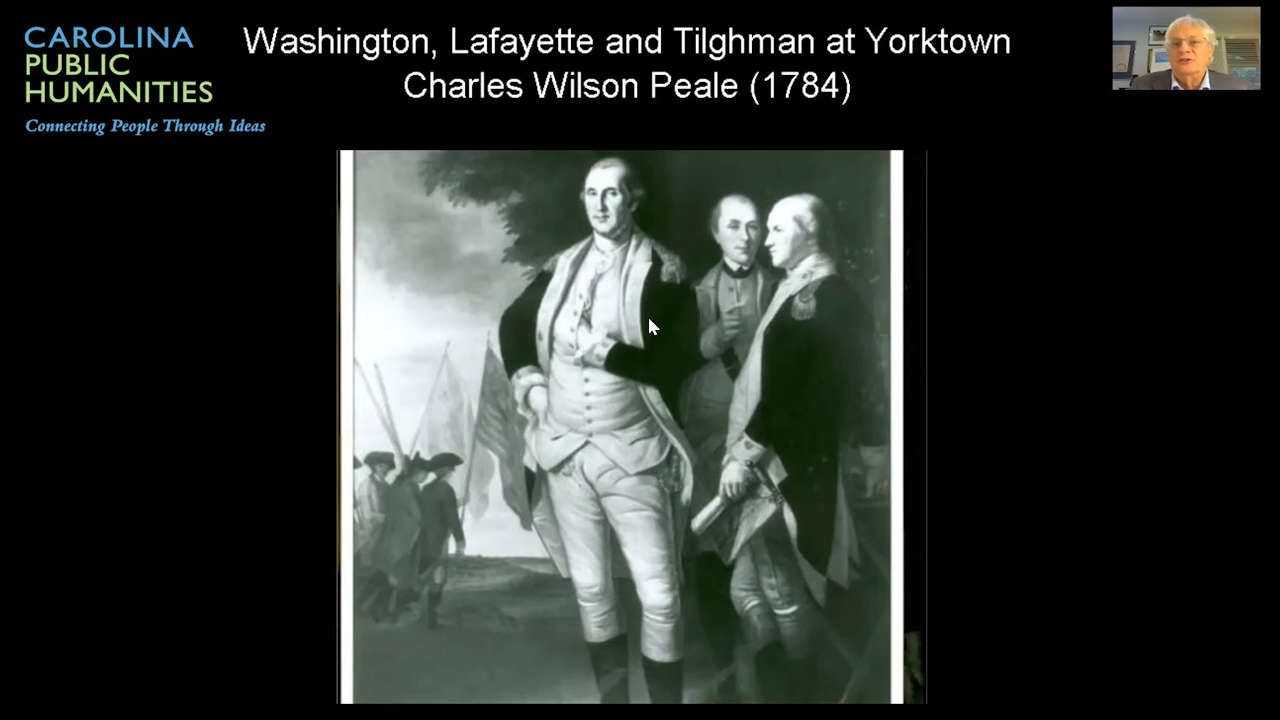 CAROLINA
PUBLIC
HUMANITIES
Connecting People Through Ideas
Washington, Lafayette and Tilghman at Yorktown
Charles Wilson Peale (1784)